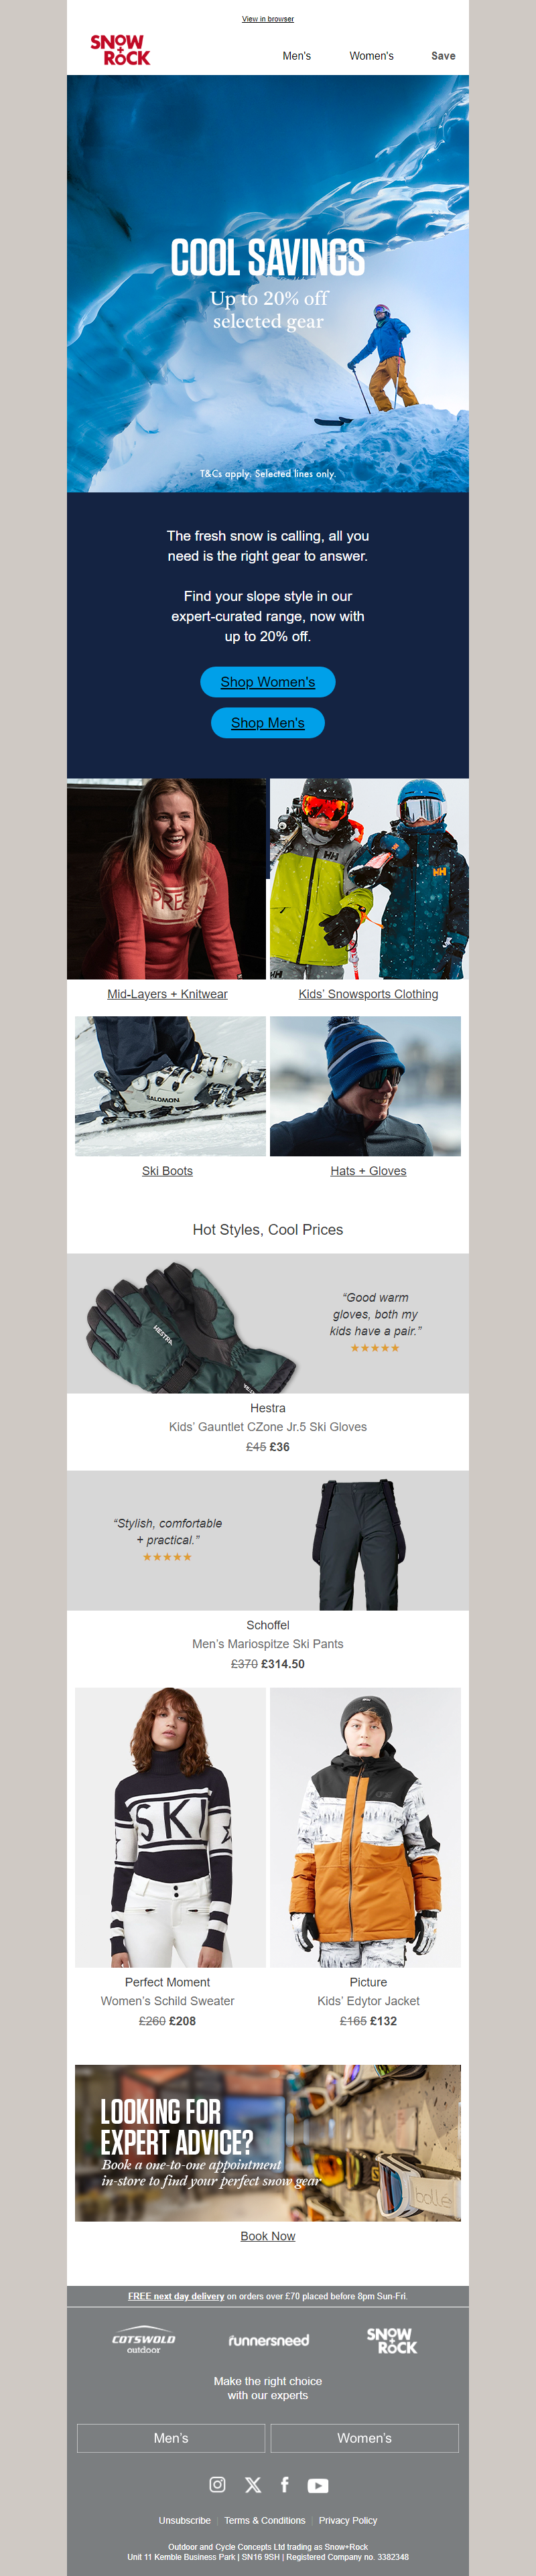 View in browser
SNOW
+
ROCK
Men's
Women's
Save
COOL SAVINGS
Up to 20% off
selected gear
T&Cs apply. Selected lines only.
The fresh snow is calling, all you
need is the right gear to answer.
Find your slope style in our
expert-curated range, now with
up to 20% off.
Shop Women's
Shop Men's
HH
HH
HH
Mid-Layers + Knitwear
Kids’ Snowsports Clothing
SALOMON
Ski Boots
Hats + Gloves
Hot Styles, Cool Prices
HESTRA
“Good warm
gloves, both my
kids have a pair.”
★★★★★
Hestra
Kids’ Gauntlet CZone Jr.5 Ski Gloves
£45 £36
“Stylish, comfortable
+ practical.”
★★★★★
Schoffel
Men’s Mariospitze Ski Pants
£370 £314.50
SKI
Perfect Moment
Women’s Schild Sweater
£260 £208
Picture
Kids’ Edytor Jacket
£165 £132
LOOKING FOR
EXPERT ADVICE?
Book a one-to-one appointment
in-store to find your perfect snow gear
bollé
Book Now
FREE next day delivery on orders over £70 placed before 8pm Sun-Fri.
COTSWOLD
outdoor
runnersneed
SNOW
+
ROCK
Make the right choice
with our experts
Men’s
Women’s
Unsubscribe | Terms & Conditions | Privacy Policy
Outdoor and Cycle Concepts Ltd trading as Snow+Rock
Unit 11 Kemble Business Park | SN16 9SH | Registered Company no. 3382348